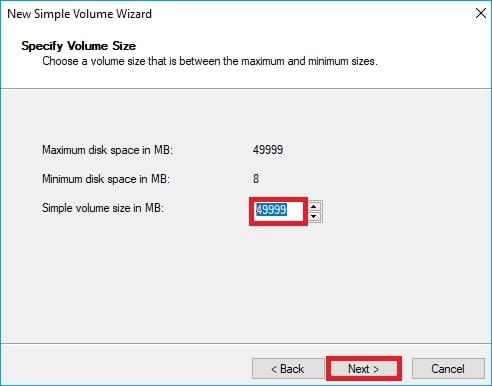 New Simple Volume Wizard
Specify Volume Size
Choose a volume size that is between the maximum and minimum sizes.
Maximum disk space in MB: 49999
Minimum disk space in MB: 8
Simple volume size in MB: 49999
< Back Next > Cancel